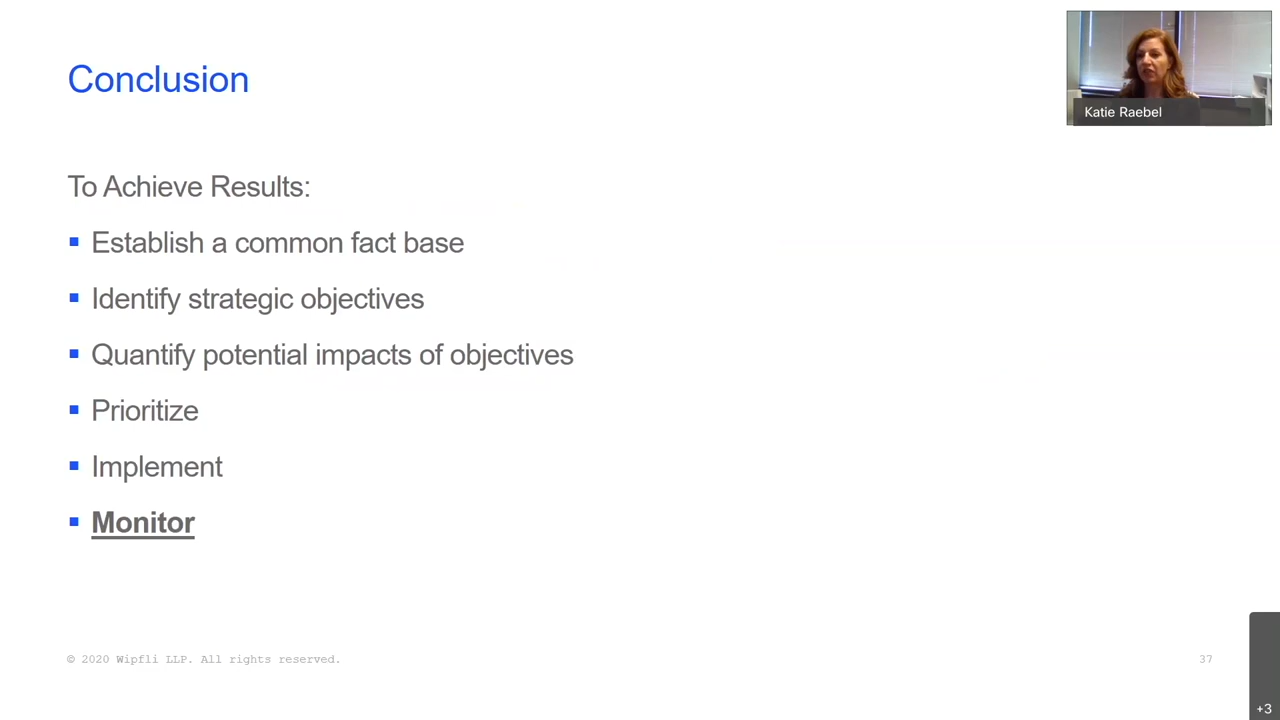 Conclusion
Katie Raebel
To Achieve Results:
Establish a common fact base
Identify strategic objectives
Quantify potential impacts of objectives
Prioritize
Implement
Monitor
© 2020 Wipfli LLP. All rights reserved.
37
+3